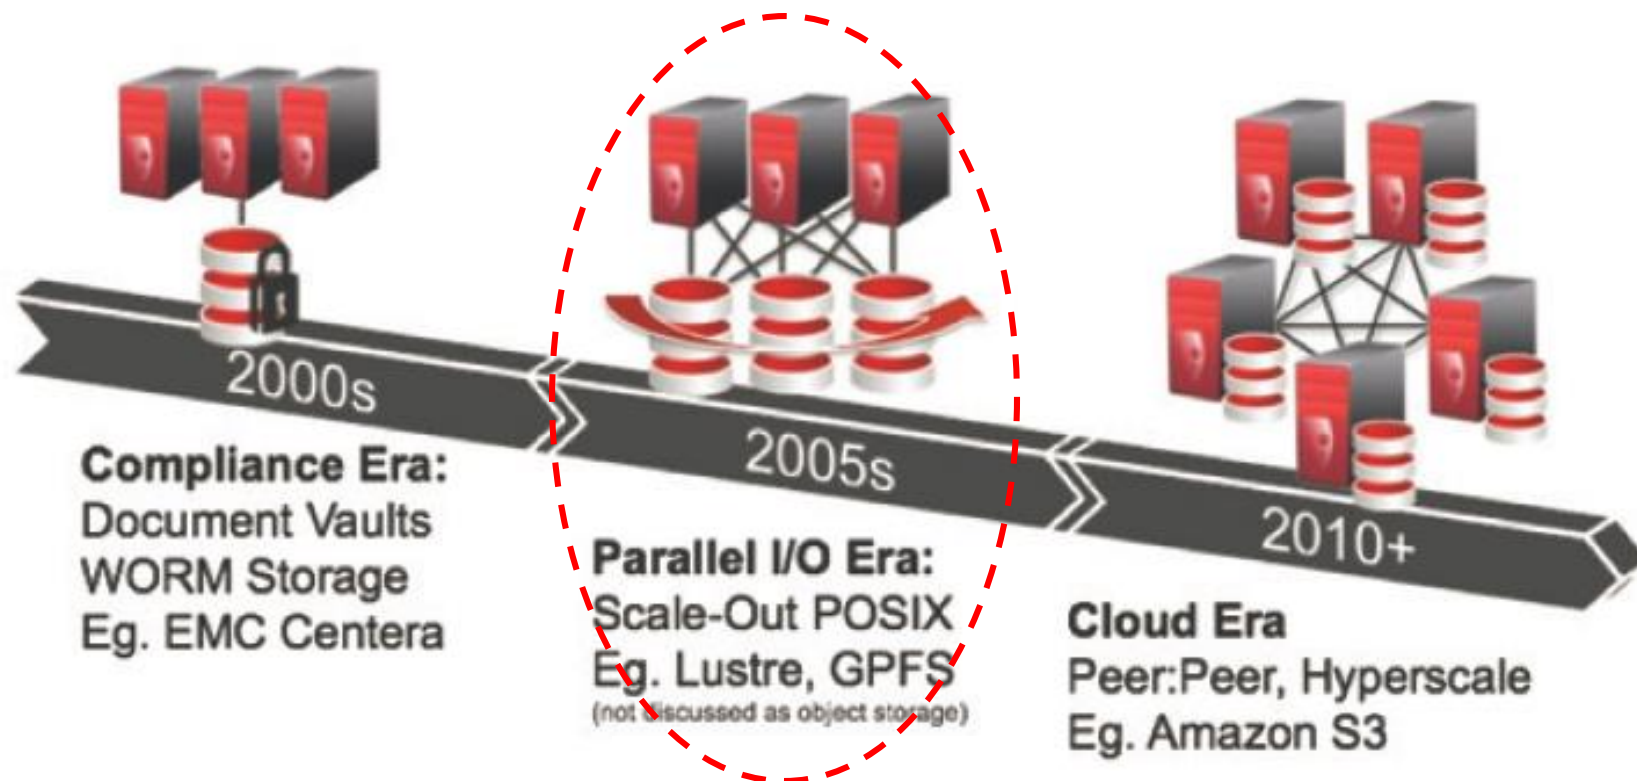 2000s
Compliance Era:
Document Vaults
WORM Storage
Eg. EMC Centera
2005s
Parallel I/O Era:
Scale-Out POSIX
Eg. Lustre, GPFS
(not discussed as object storage)
2010+
Cloud Era
Peer:Peer, Hyperscale
Eg. Amazon S3